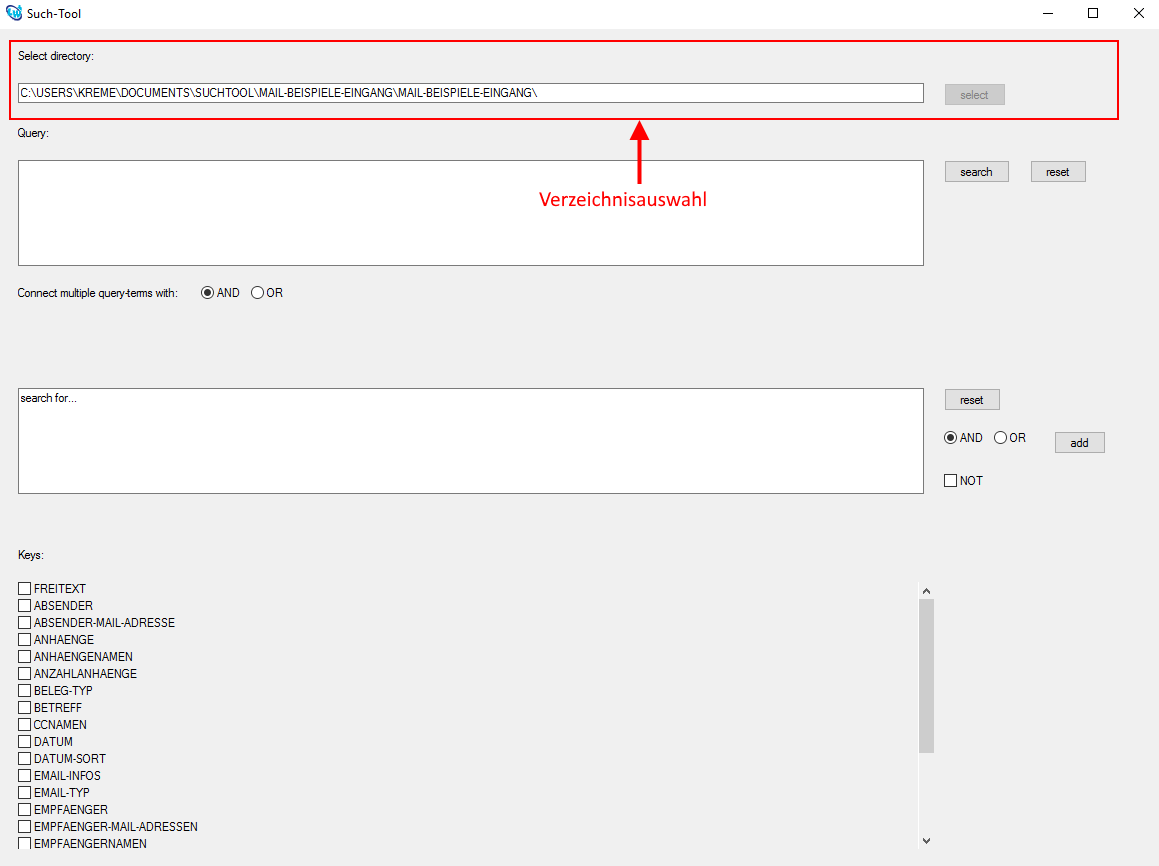 Such-Tool
Select directory:
C:\USERS\KREME\DOCUMENTS\SUCHTOOL\MAIL-BEISPIELE-EINGANG\MAIL-BEISPIELE-EINGANG\ select
Query:
search reset
Verzeichnisauswahl
Connect multiple query-terms with: AND OR
search for...
reset
AND OR add
NOT
Keys:
FREITEXT
ABSENDER
ABSENDER-MAIL-ADRESSE
ANHAENGE
ANHAENGENAMEN
ANZAHLANHAENGE
BELEG-TYP
BETREFF
CCNAMEN
DATUM
DATUM-SORT
EMAIL-INFOS
EMAIL-TYP
EMPFAENGER
EMPFAENGER-MAIL-ADRESSEN
EMPFAENGERNAMEN